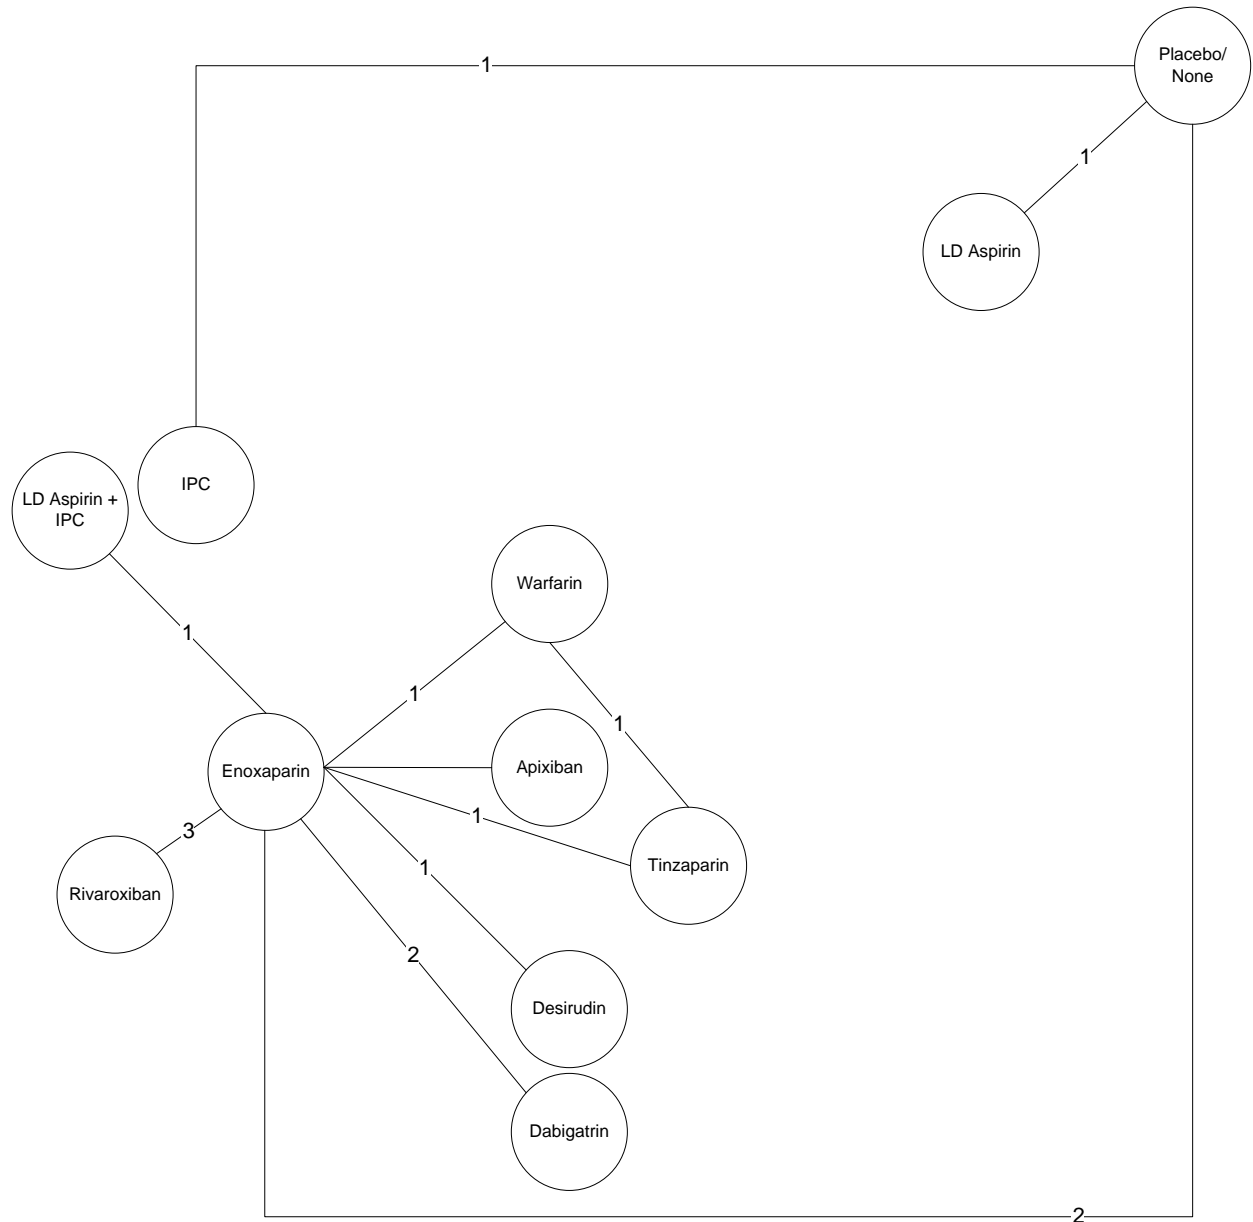 Placebo/
None
1
1
LD Aspirin
IPC
LD Aspirin +
IPC
Warfarin
1
1
1
Apixiban
Enoxaparin
1
3
1
Tinzaparin
Rivaroxiban
2
Desirudin
Dabigatrin
2